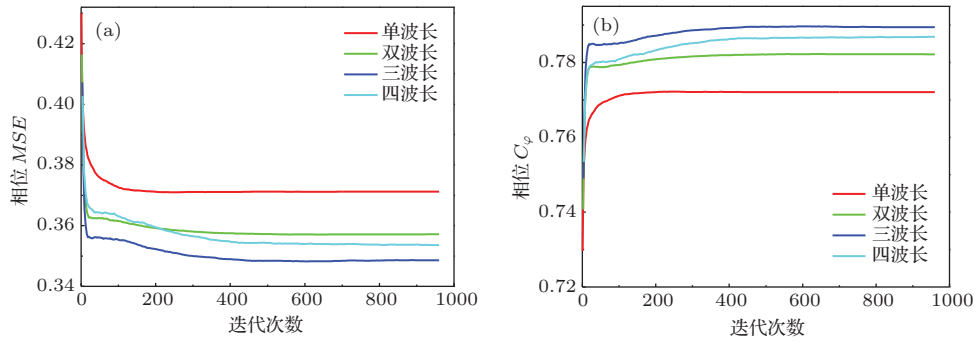 (a)
相位 MSE
0.42
0.40
0.38
0.36
0.34
0 200 400 600 800 1000
迭代次数
单波长
双波长
三波长
四波长
(b)
相位 Cφ
0.78
0.76
0.74
0.72
0 200 400 600 800 1000
迭代次数
单波长
双波长
三波长
四波长